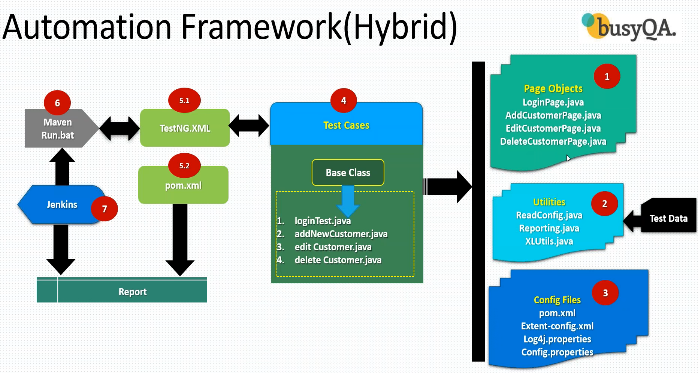 Automation Framework(Hybrid)
busyQA.
6
Maven
Run.bat
5.1
TestNG.XML
5.2
pom.xml
Jenkins
7
Report
4
Test Cases
Base Class
1. loginTest.java
2. addNewCustomer.java
3. edit Customer.java
4. delete Customer.java
1
Page Objects
LoginPage.java
AddCustomerPage.java
EditCustomerPage.java
DeleteCustomerPage.java
2
Utilities
ReadConfig.java
Reporting.java
XLUtils.java
Test Data
3
Config Files
pom.xml
Extent-config.xml
Log4j.properties
Config.properties